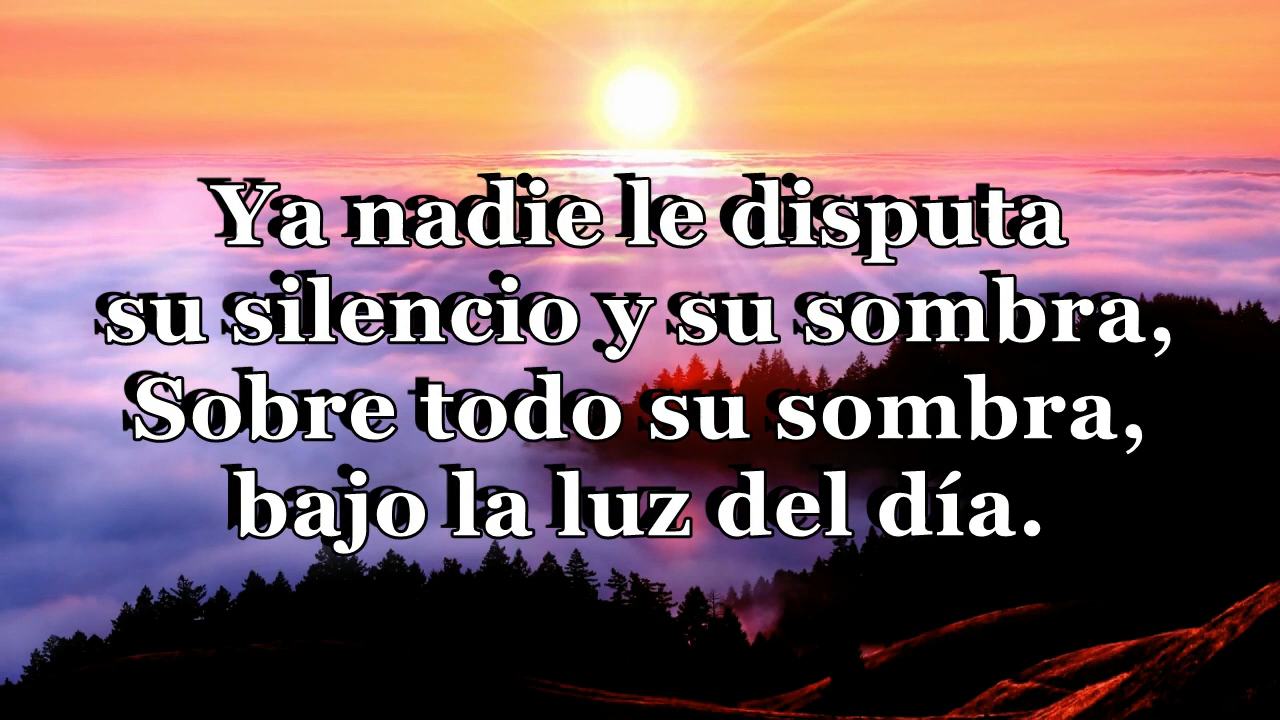 Ya nadie le disputa
su silencio y su sombra,
Sobre todo su sombra,
bajo la luz del día.